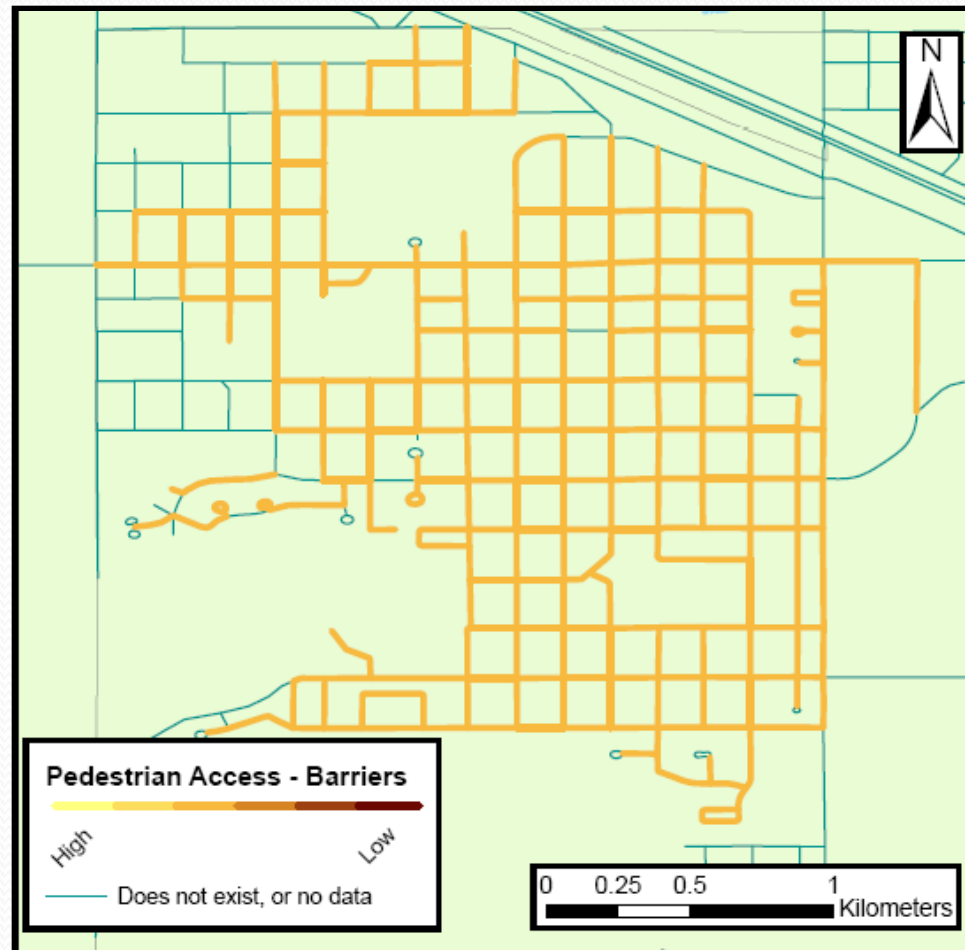 N
Pedestrian Access - Barriers
High
Low
Does not exist, or no data
0 0.25 0.5 1
Kilometers